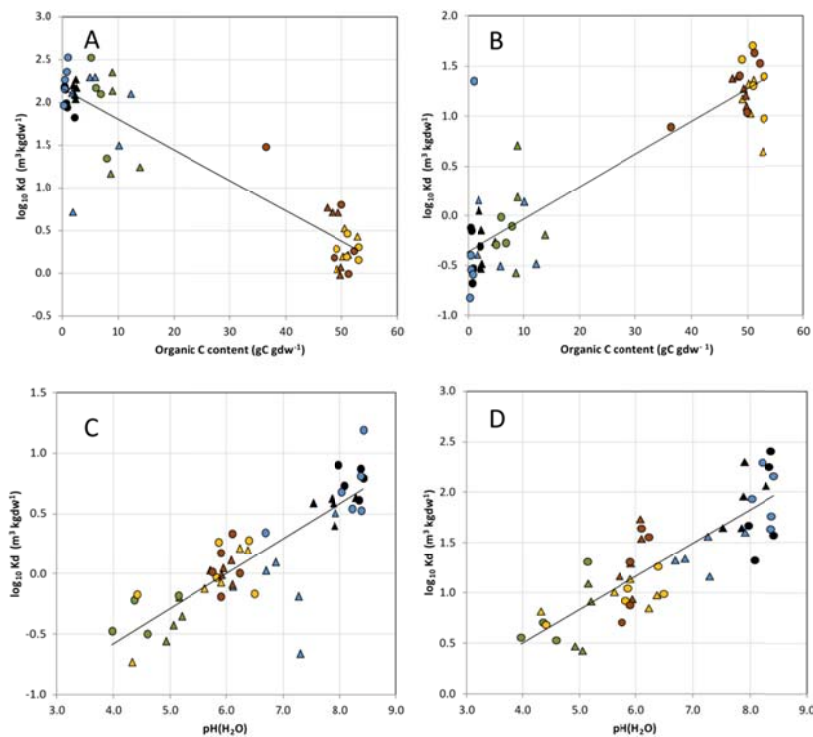 A
3.0
2.5
2.0
1.5
1.0
0.5
0.0
-0.5
log₁₀ Kd (m³ kgdw⁻¹)
0 10 20 30 40 50 60
Organic C content (gC gdw⁻¹)
B
2.0
1.5
1.0
0.5
0.0
-0.5
-1.0
log₁₀ Kd (m³ kgdw⁻¹)
0 10 20 30 40 50 60
Organic C content (gC gdw⁻¹)
C
1.5
1.0
0.5
0.0
-0.5
-1.0
log₁₀ Kd (m³ kgdw⁻¹)
3.0 4.0 5.0 6.0 7.0 8.0 9.0
pH(H₂O)
D
3.0
2.5
2.0
1.5
1.0
0.5
0.0
log₁₀ Kd (m³ kgdw⁻¹)
3.0 4.0 5.0 6.0 7.0 8.0 9.0
pH(H₂O)